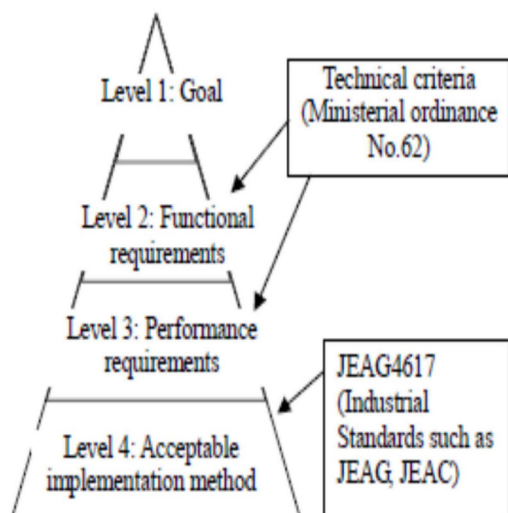 Level 1: Goal
Technical criteria
(Ministerial ordinance
No.62)
Level 2: Functional
requirements
Level 3: Performance
requirements
JEAG4617
(Industrial
Standards such as
JEAG, JEAC)
Level 4: Acceptable
implementation method